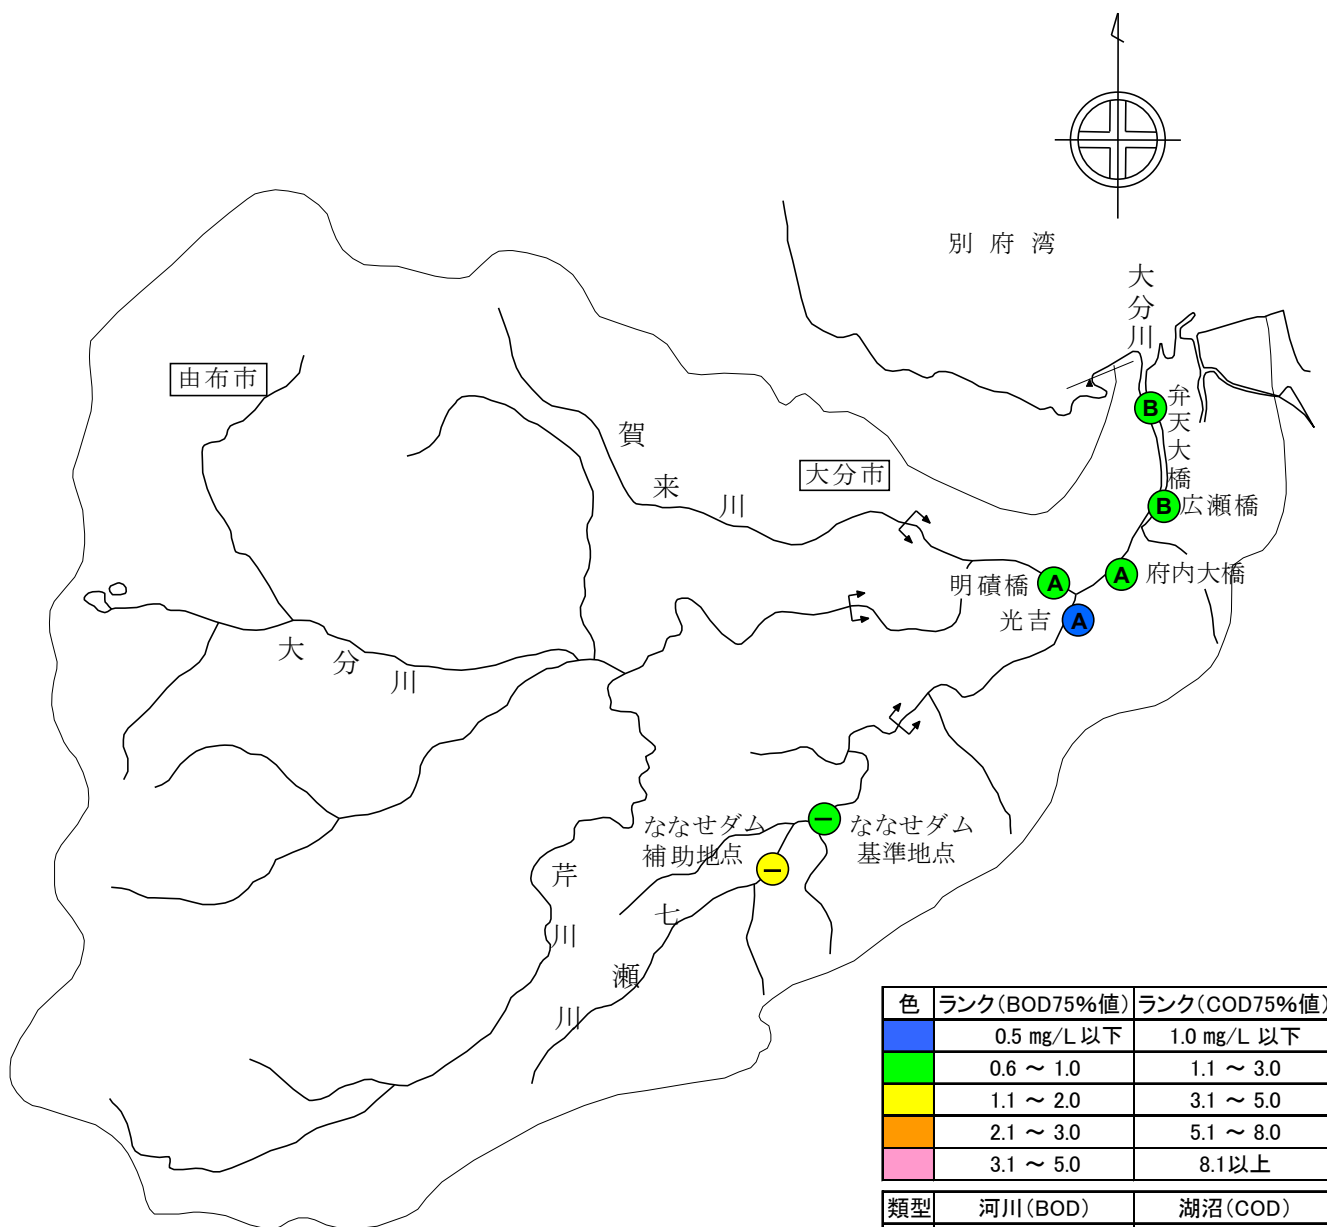 別府湾
大分川
由布市
弁天大橋
B
賀来川
大分市
B
広瀬橋
明磧橋
A
A
府内大橋
光吉
A
大分川
ななせダム
補助地点
ー
ななせダム
基準地点
ー
芹川
七瀬川
色 ランク(BOD75%値) ランク(COD75%値)
0.5 mg/L 以下 1.0 mg/L 以下
0.6 ～ 1.0 1.1 ～ 3.0
1.1 ～ 2.0 3.1 ～ 5.0
2.1 ～ 3.0 5.1 ～ 8.0
3.1 ～ 5.0 8.1以上
類型 河川(BOD) 湖沼(COD)